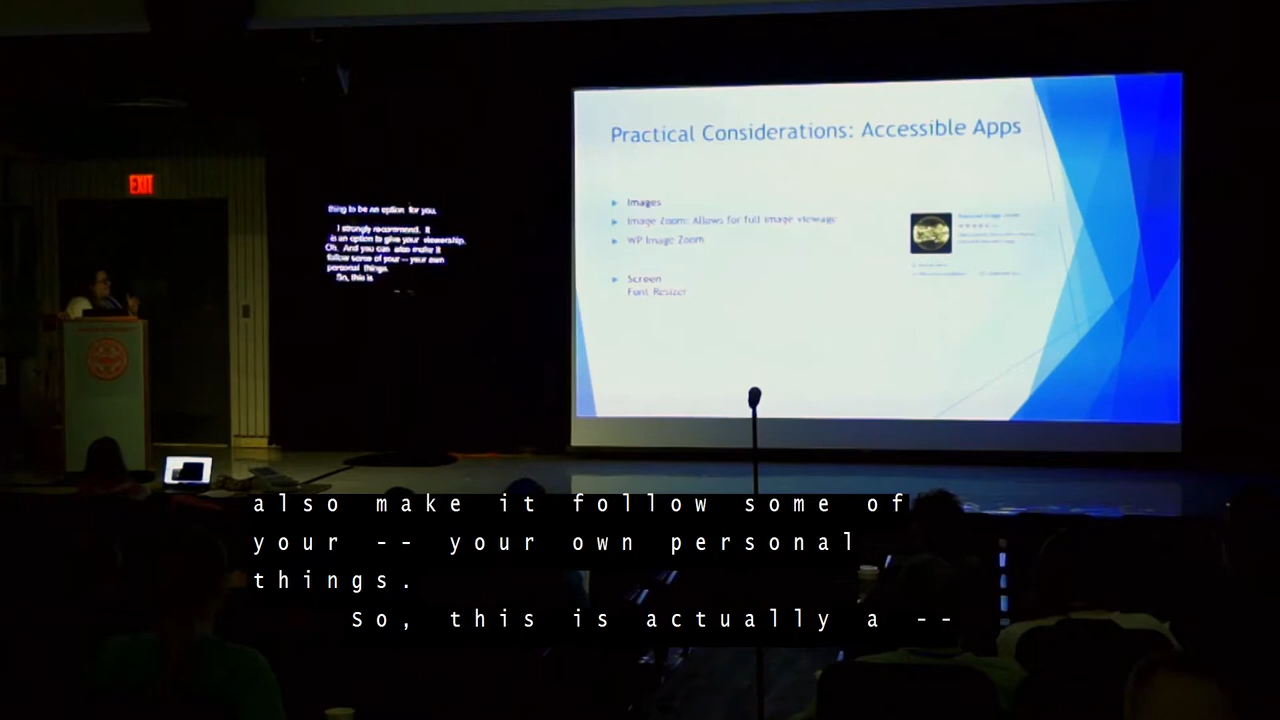 EXIT
thing to be an option for you.
I strongly recommend. It
is an option to give your viewership.
Oh. And you can also make it
follow some of your -- your own
personal things.
So, this is
Practical Considerations: Accessible Apps
Images
Image Zoom: Allows for full image viewage
WP Image Zoom
Screen
Font Resizer
also make it follow some of
your -- your own personal
things.
So, this is actually a --